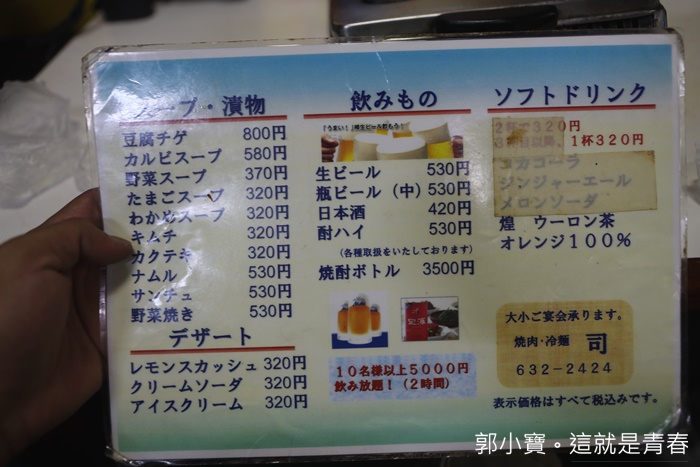 スープ・漬物
豆腐チゲ 800円
カルビスープ 580円
野菜スープ 370円
たまごスープ 320円
わかめスープ 320円
キムチ 320円
カクテキ 320円
ナムル 530円
サンチュ 530円
野菜焼き 530円
デザート
レモンスカッシュ 320円
クリームソーダ 320円
アイスクリーム 320円
飲みもの
生ビール 530円
瓶ビール（中） 530円
日本酒 420円
酎ハイ 530円
（各種取扱をいたしております）
焼酎ボトル 3500円
10名様以上5000円
飲み放題！（2時間）
ソフトドリンク
2杯で320円
1杯320円
コカコーラ
ジンジャーエール
メロンソーダ
煌 ウーロン茶
オレンジ100%
大小ご宴会承ります。
焼肉・冷麺 司
632-2424
表示価格はすべて税込みです。
郭小寶。這就是青春